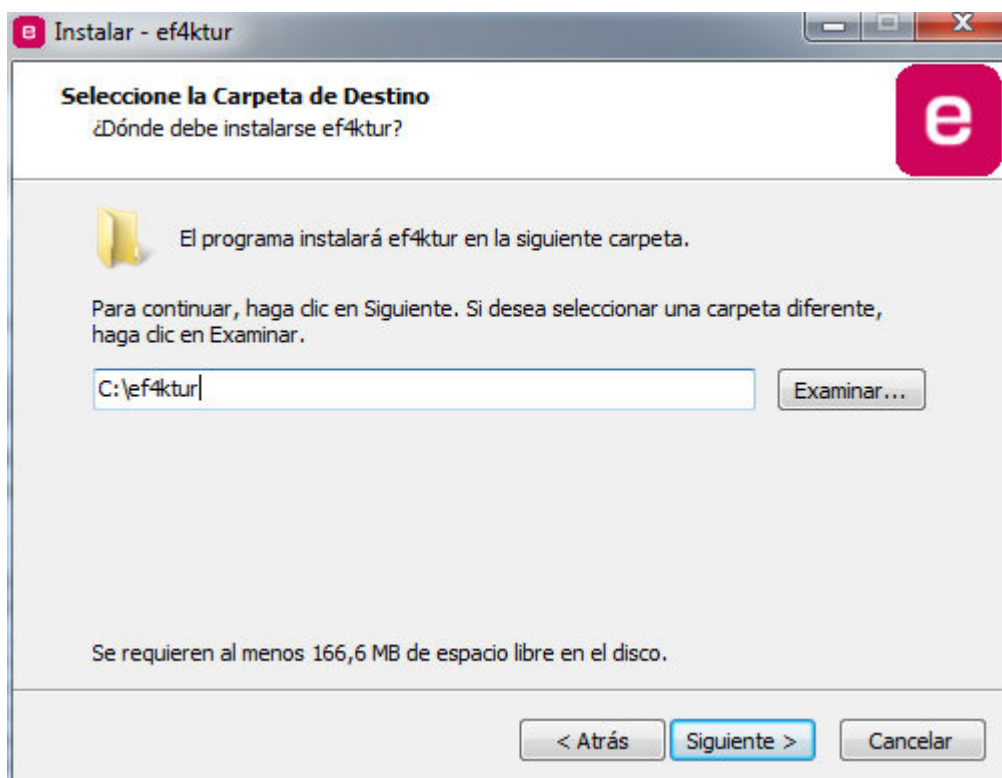 e Instalar - ef4ktur
Seleccione la Carpeta de Destino
¿Dónde debe instalarse ef4ktur?
e
El programa instalará ef4ktur en la siguiente carpeta.
Para continuar, haga clic en Siguiente. Si desea seleccionar una carpeta diferente,
haga clic en Examinar.
C:\ef4ktur
Examinar...
Se requieren al menos 166,6 MB de espacio libre en el disco.
< Atrás
Siguiente >
Cancelar